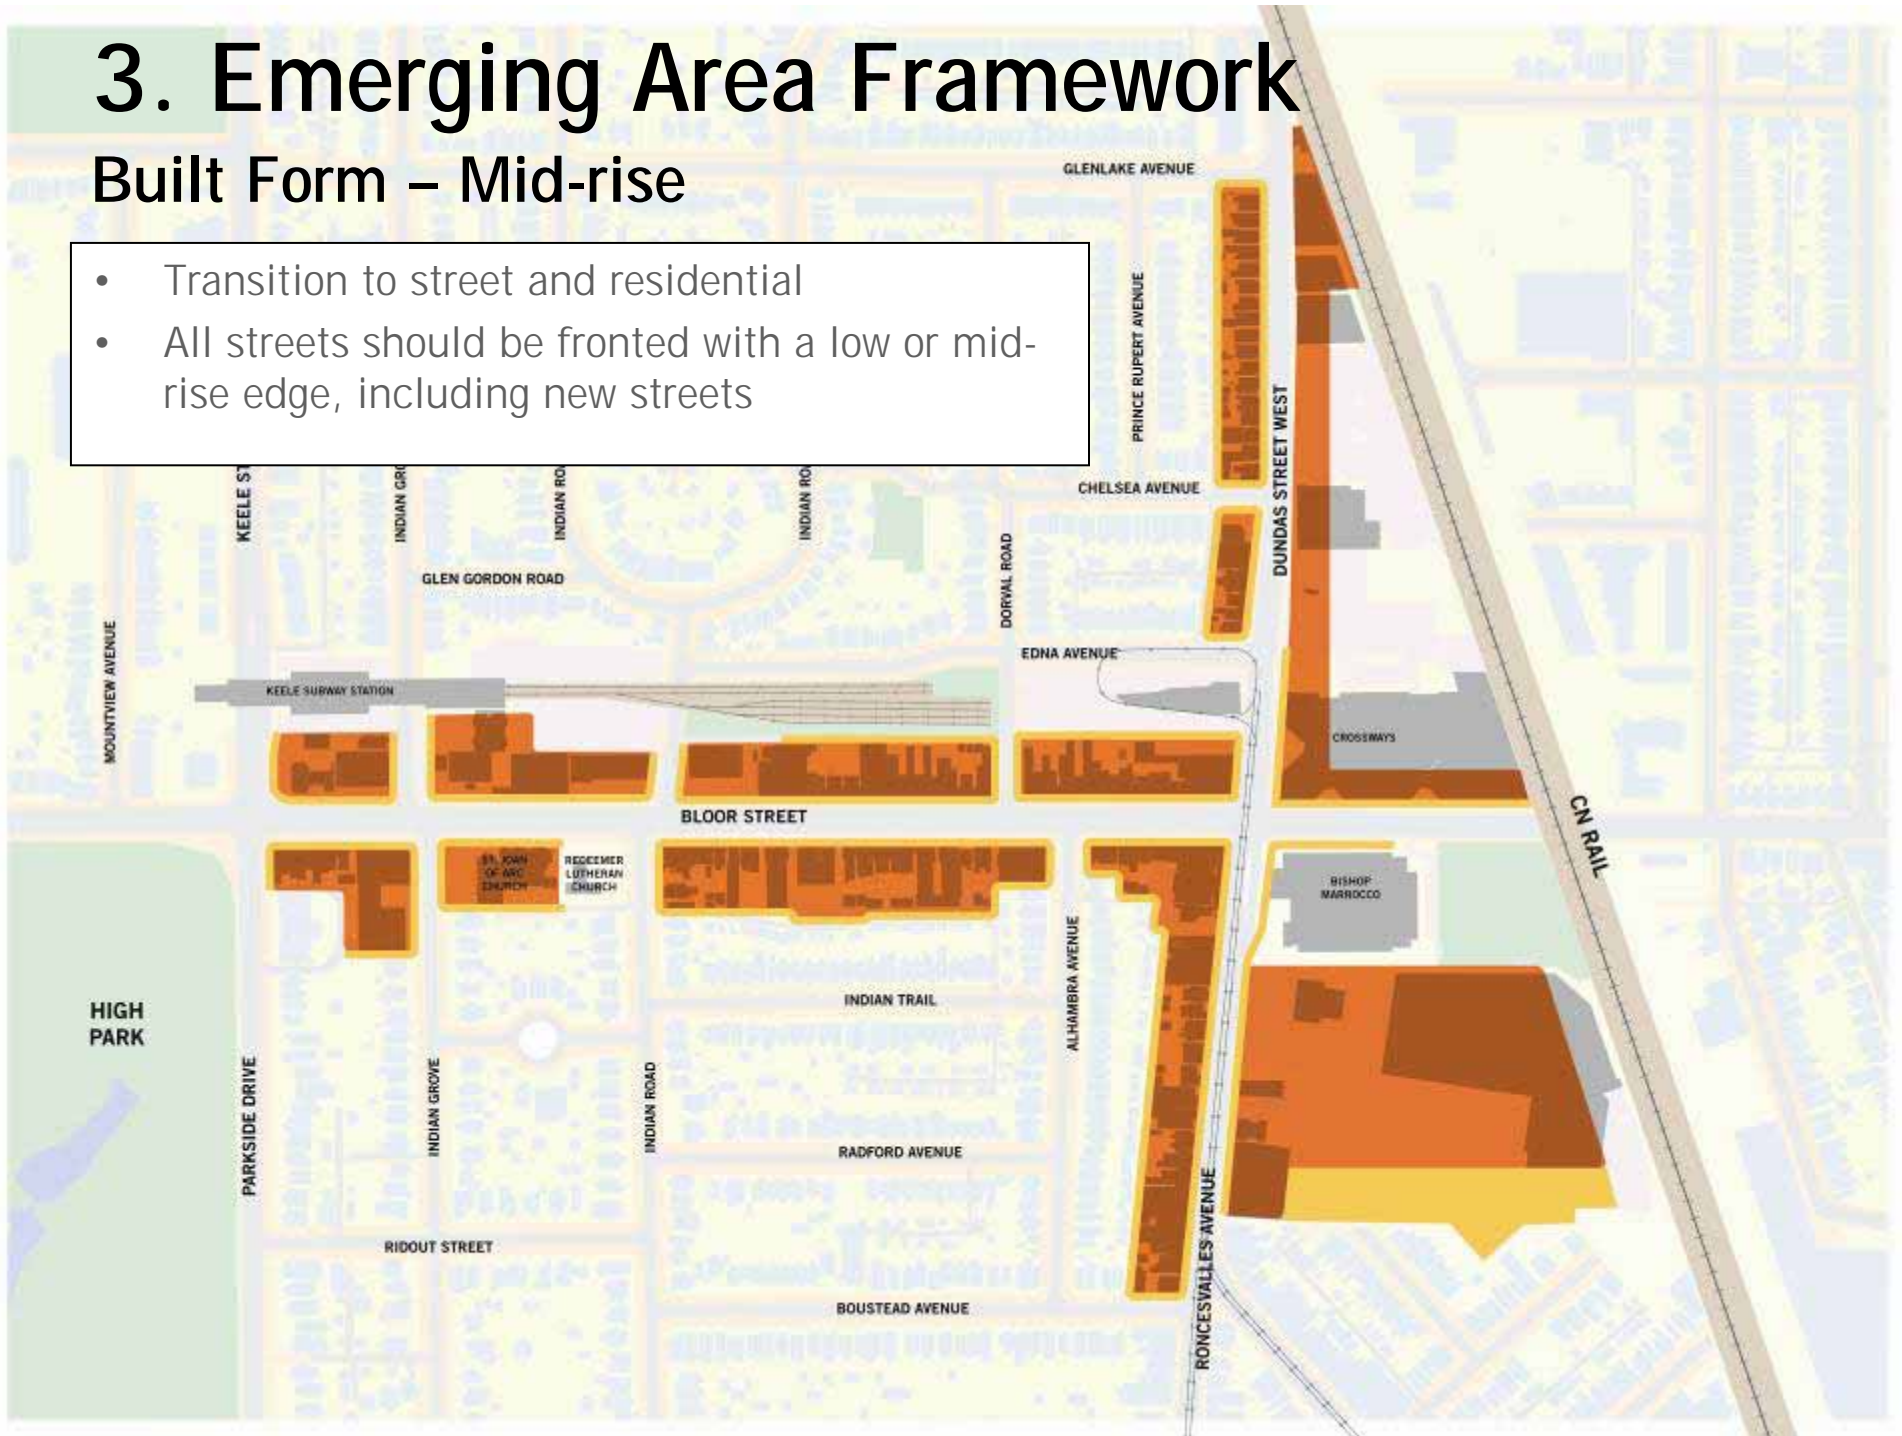 3. Emerging Area Framework
Built Form – Mid-rise
• Transition to street and residential
• All streets should be fronted with a low or mid-
rise edge, including new streets
GLENLAKE AVENUE
PRINCE RUPERT AVENUE
DUNDAS STREET WEST
CHELSEA AVENUE
KEELE ST
INDIAN GRO
INDIAN RO
INDIAN RO
GLEN GORDON ROAD
DORVAL ROAD
EDNA AVENUE
MOUNTVIEW AVENUE
KEELE SUBWAY STATION
CROSSWAYS
BLOOR STREET
CN RAIL
ST. JOAN
OF ARC
CHURCH
REDEEMER
LUTHERAN
CHURCH
BISHOP
MARROCCO
ALHAMBRA AVENUE
INDIAN TRAIL
HIGH
PARK
PARKSIDE DRIVE
INDIAN GROVE
INDIAN ROAD
RADFORD AVENUE
RONCESVALLES AVENUE
RIDOUT STREET
BOUSTEAD AVENUE